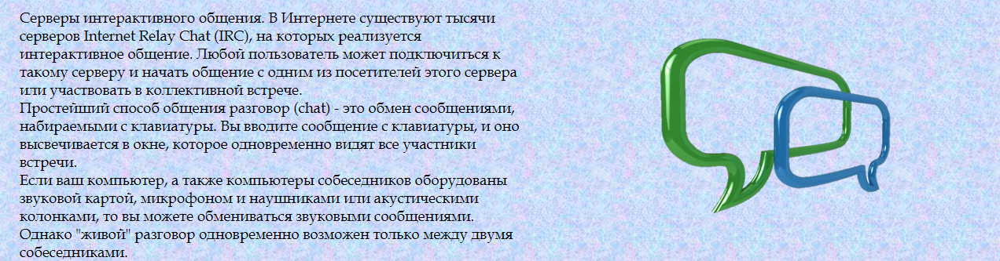 Серверы интерактивного общения. В Интернете существуют тысячи
серверов Internet Relay Chat (IRC), на которых реализуется
интерактивное общение. Любой пользователь может подключиться к
такому серверу и начать общение с одним из посетителей этого сервера
или участвовать в коллективной встрече.
Простейший способ общения разговор (chat) - это обмен сообщениями,
набираемыми с клавиатуры. Вы вводите сообщение с клавиатуры, и оно
высвечивается в окне, которое одновременно видят все участники
встречи.
Если ваш компьютер, а также компьютеры собеседников оборудованы
звуковой картой, микрофоном и наушниками или акустическими
колонками, то вы можете обмениваться звуковыми сообщениями.
Однако "живой" разговор одновременно возможен только между двумя
собеседниками.